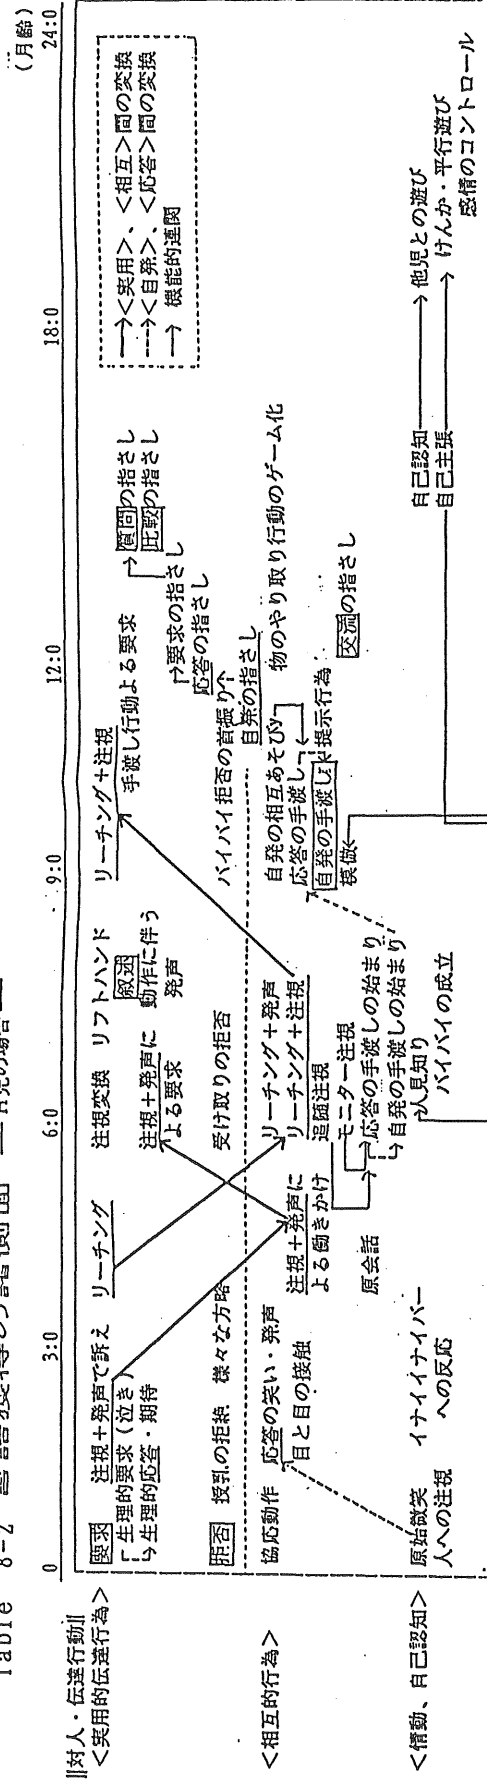 Table 8-2
(月齢)
0 3:0 6:0 9:0 12:0 18:0 24:0
‖対人・伝達行動‖
<実用的伝達行為>
要求 注視+発声で訴え リーチング 注視変換 リフトハンド リーチング+注視
生理的要求(泣き) 注視+発声に 叙述 手渡し行動よる要求 質問の指さし
生理的応答・期待 よる要求 動作に伴う 比較の指さし
発声 要求の指さし
応答の指さし
拒否 授乳の拒絶 様々な方略 受け取りの拒否 バイバイ拒否の首振り
自発の指さし
<相互的行為>
協応動作 応答の笑い・発声 注視+発声に リーチング+発声 自発の相互あそび 物のやり取り行動のゲーム化
目と目の接触 よる働きかけ リーチング+注視 応答の手渡し
追随注視 自発の手渡し 提示行為
モニター注視 模倣 交流の指さし
原会話 応答の手渡しの始まり
自発の手渡しの始まり
<情動、自己認知>
原始微笑 イナイイナイバー 人見知り 自己認知 他児との遊び
人への注視 への反応 バイバイの成立 自己主張 けんか・平行遊び
感情のコントロール
<実用>、<相互>間の変換
<自発>、<応答>間の変換
機能的連関